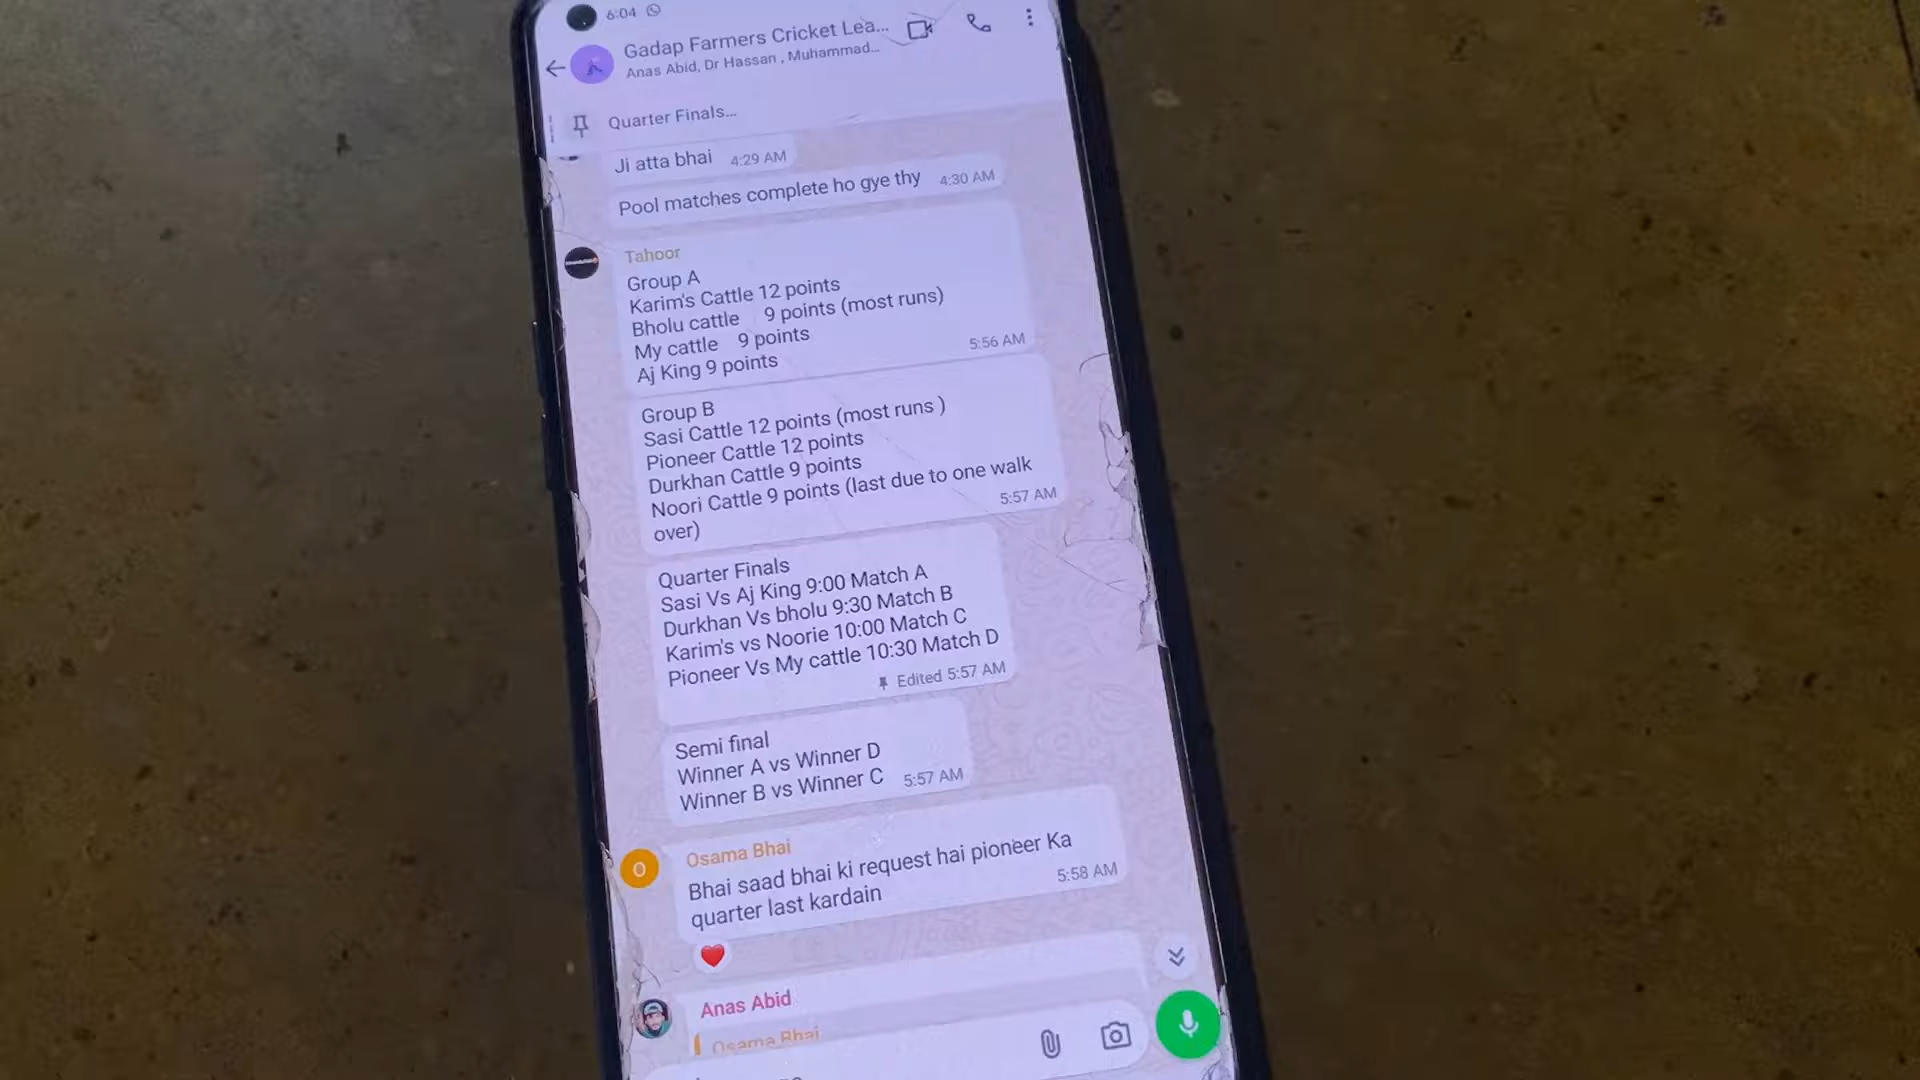 6:04
Gadap Farmers Cricket Lea...
Anas Abid, Dr Hassan , Muhammad...
Quarter Finals...
Ji atta bhai 4:29 AM
Pool matches complete ho gye thy 4:30 AM
Tahoor
Group A
Karim's Cattle 12 points
Bholu cattle 9 points (most runs)
My cattle 9 points
Aj King 9 points
5:56 AM
Group B
Sasi Cattle 12 points (most runs )
Pioneer Cattle 12 points
Durkhan Cattle 9 points
Noori Cattle 9 points (last due to one walk
over)
5:57 AM
Quarter Finals
Sasi Vs Aj King 9:00 Match A
Durkhan Vs bholu 9:30 Match B
Karim's vs Noorie 10:00 Match C
Pioneer Vs My cattle 10:30 Match D
Edited 5:57 AM
Semi final
Winner A vs Winner D
Winner B vs Winner C 5:57 AM
O
Osama Bhai
Bhai saad bhai ki request hai pioneer Ka
quarter last kardain
5:58 AM
Anas Abid
Osama Bhai